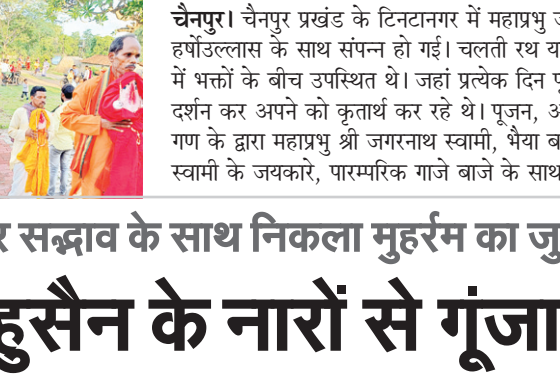 चैनपुर। चैनपुर प्रखंड के टिनटानगर में महाप्रभु
हर्षोउल्लास के साथ संपन्न हो गई। चलती रथ
में भक्तों के बीच उपस्थित थे। जहां प्रत्येक दिन
दर्शन कर अपने को कृतार्थ कर रहे थे। पूजन,
गण के द्वारा महाप्रभु श्री जगरनाथ स्वामी, भैया
स्वामी के जयकारे, पारम्परिक गाजे बाजे के साथ
सद्भाव के साथ निकला मुहर्रम का
हुसैन के नारों से गूंजा